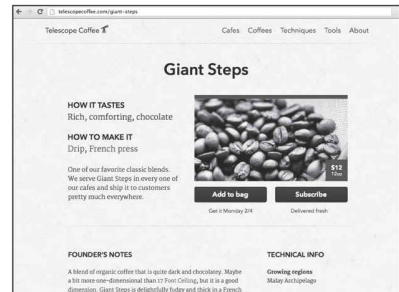 telescopecoffee.com/giant-steps
Telescope Coffee
Cafes Coffees Techniques Tools About
Giant Steps
HOW IT TASTES
Rich, comforting, chocolate
HOW TO MAKE IT
Drip, French press
One of our favorite classic blends.
We serve Giant Steps in every one of
our cafes and ship it to customers
pretty much everywhere.
$12
12oz
Add to bag
Subscribe
Get it Monday 2/4
Delivered fresh
FOUNDER'S NOTES
A blend of organic coffee that is quite dark and chocolatey. Maybe
a bit more one-dimensional than 17 Foot Ceiling, but it is a good
dimension. Giant Steps is delightfully fudgy and thick in a French
TECHNICAL INFO
Growing regions
Malay Archipelago